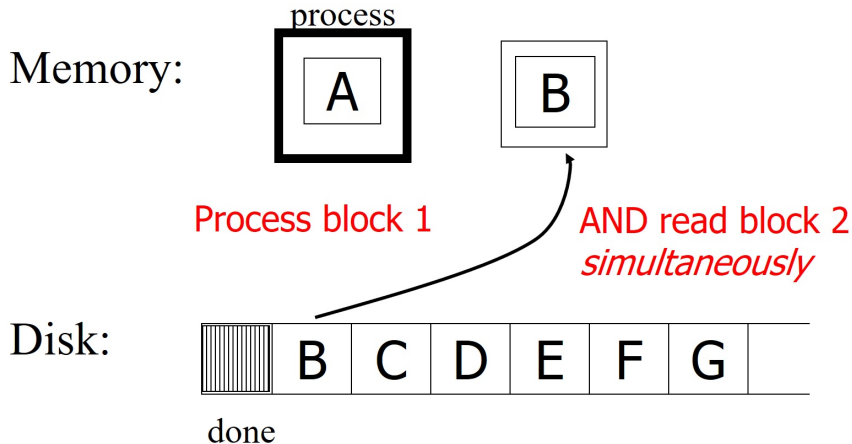 process
Memory:
A
B
Process block 1
AND read block 2
simultaneously
Disk:
B C D E F G
done